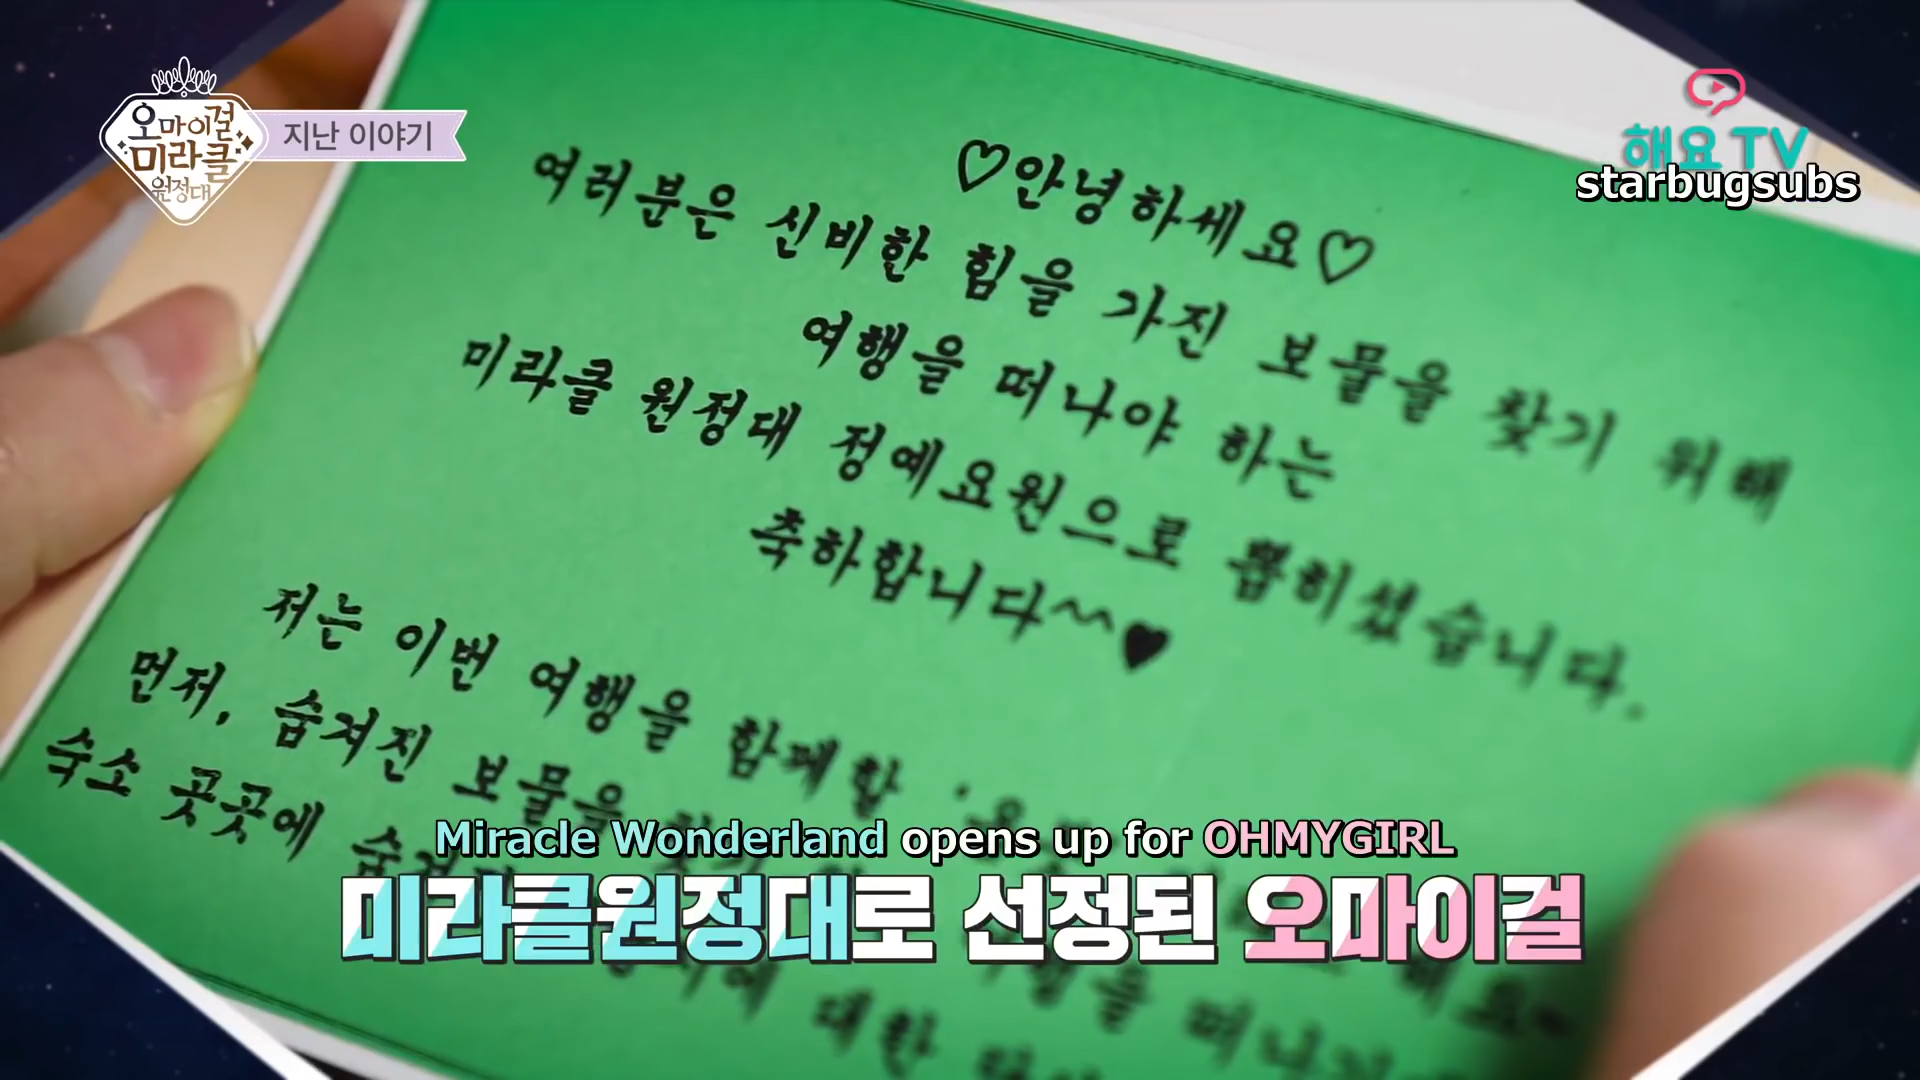 오마이걸
미라클
원정대
지난 이야기
해요 TV
starbugsubs
♡안녕하세요♡
여러분은 신비한 힘을 가진 보물을 찾기 위해
여행을 떠나야 하는
미라클 원정대 정예요원으로 뽑히셨습니다.
축하합니다^^♥
저는 이번 여행을 함께할
먼저, 숨겨진 보물을
숙소 곳곳에
Miracle Wonderland opens up for OHMYGIRL
미라클원정대로 선정된 오마이걸
대한